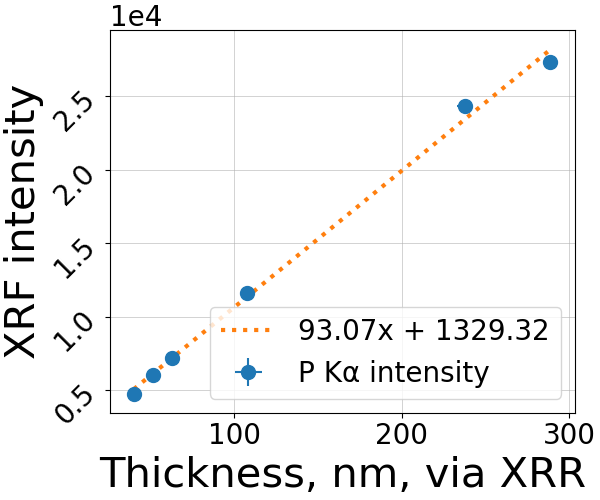 1e4
XRF intensity
2.5
2.0
1.5
1.0
0.5
93.07x + 1329.32
P Kα intensity
100
200
300
Thickness, nm, via XRR